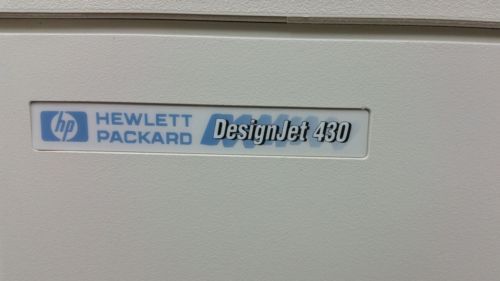 hp HEWLETT
PACKARD DesignJet 430